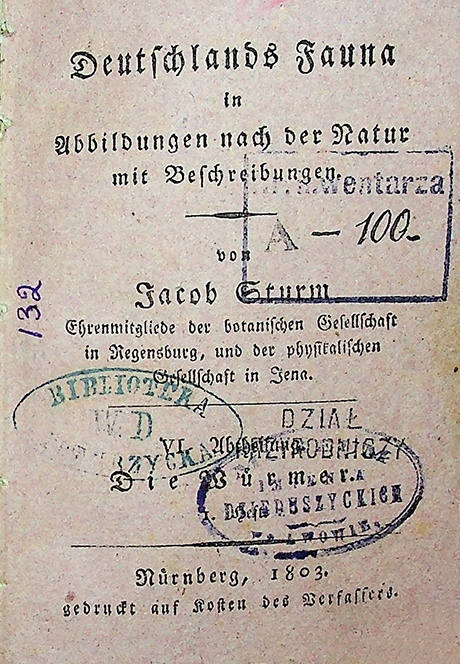 Deutschlands Fauna
in
Abbildungen nach der Natur
mit Beschreibungen.
wentarza
A — 100.-
von
Jacob Sturm
132
Ehrenmitgliede der botanischen Gesellschaft
in Regensburg, und der physikalischen
Gesellschaft in Jena.
BIBLIOTEKA
DZIAŁ
VI. Abtheilung.
Die Würmer.
DZIEDUSZYCKICH
Nürnberg, 1803.
gedruckt auf Kosten des Verfassers.